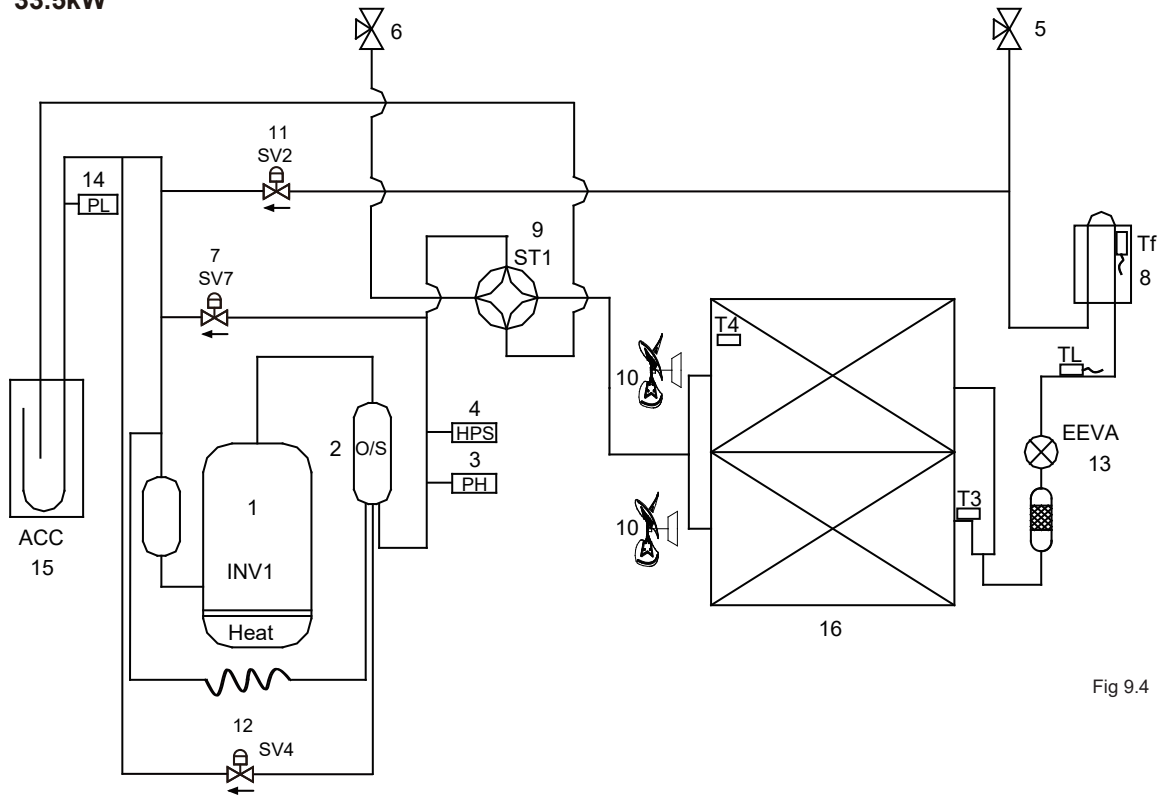 33.5kW
6
5
11
SV2
14
PL
7
SV7
9
ST1
Tf
8
T4
TL
10
4
HPS
2
O/S
3
PH
EEVA
13
1
T3
10
ACC
15
INV1
Heat
16
12
SV4
Fig 9.4